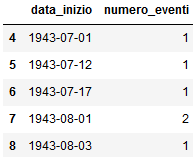 data_inizio numero_eventi
4 1943-07-01 1
5 1943-07-12 1
6 1943-07-17 1
7 1943-08-01 2
8 1943-08-03 1